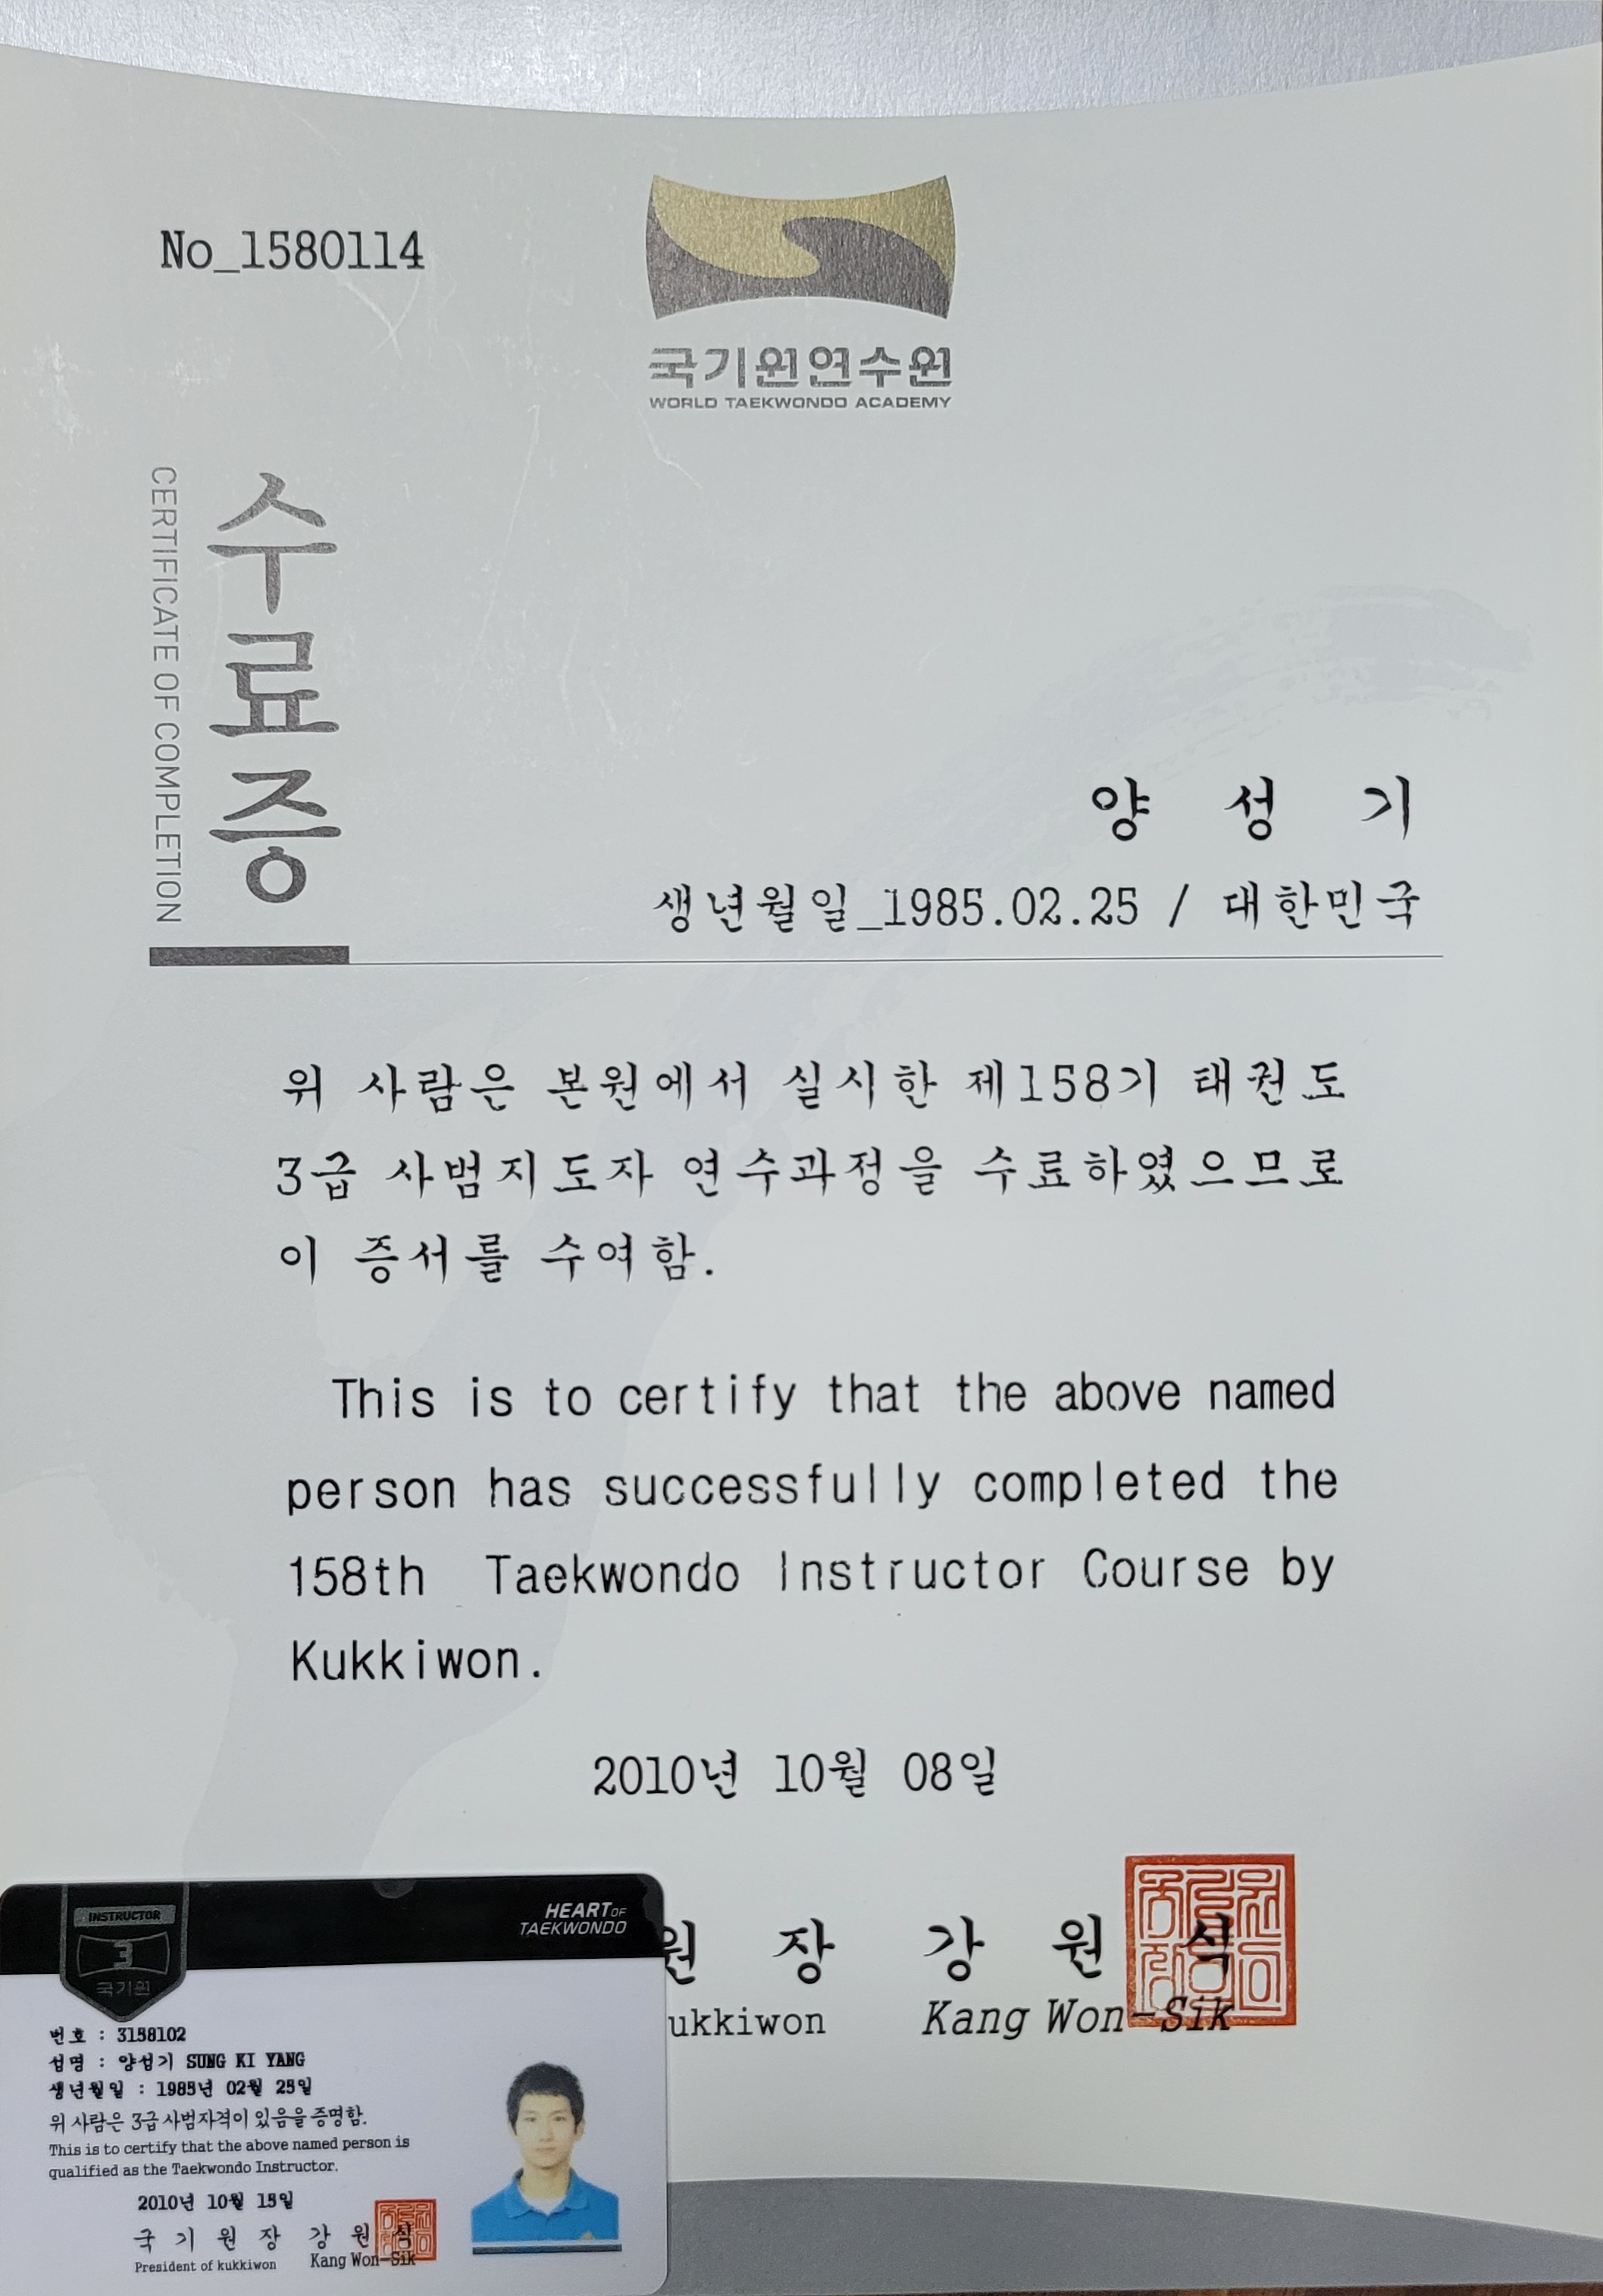 No_1580114
국기원연수원
WORLD TAEKWONDO ACADEMY
수료증
CERTIFICATE OF COMPLETION
양 성 기
생년월일_1985.02.25 / 대한민국
위 사람은 본원에서 실시한 제158기 태권도
3급 사범지도자 연수과정을 수료하였으므로
이 증서를 수여함.
This is to certify that the above named
person has successfully completed the
158th Taekwondo Instructor Course by
Kukkiwon.
2010년 10월 08일
원 장 강 원 식
ukkiwon Kang Won-Sik
INSTRUCTOR
3
국기원
HEART OF
TAEKWONDO
번호 : 3158102
성명 : 양성기 SUNG KI YANG
생년월일 : 1985년 02월 25일
위 사람은 3급 사범자격이 있음을 증명함.
This is to certify that the above named person is
qualified as the Taekwondo Instructor.
2010년 10월 15일
국 기 원 장 강 원 식
President of kukkiwon Kang Won-Sik